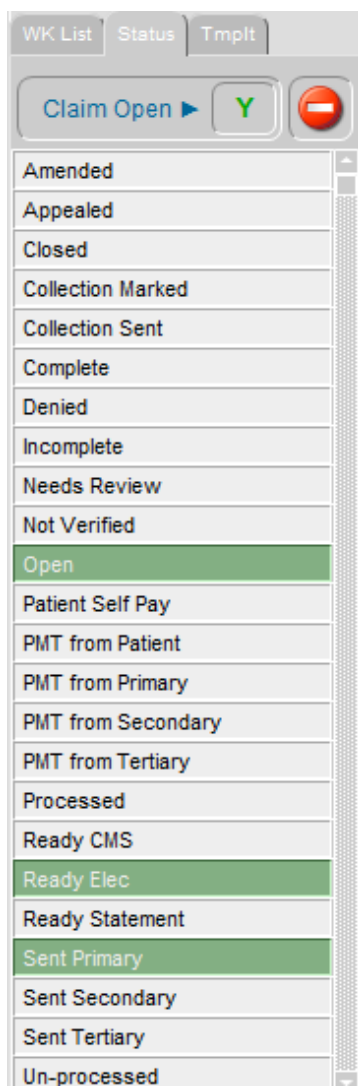 WK List Status Tmplt
Claim Open ► Y
Amended
Appealed
Closed
Collection Marked
Collection Sent
Complete
Denied
Incomplete
Needs Review
Not Verified
Open
Patient Self Pay
PMT from Patient
PMT from Primary
PMT from Secondary
PMT from Tertiary
Processed
Ready CMS
Ready Elec
Ready Statement
Sent Primary
Sent Secondary
Sent Tertiary
Un-processed